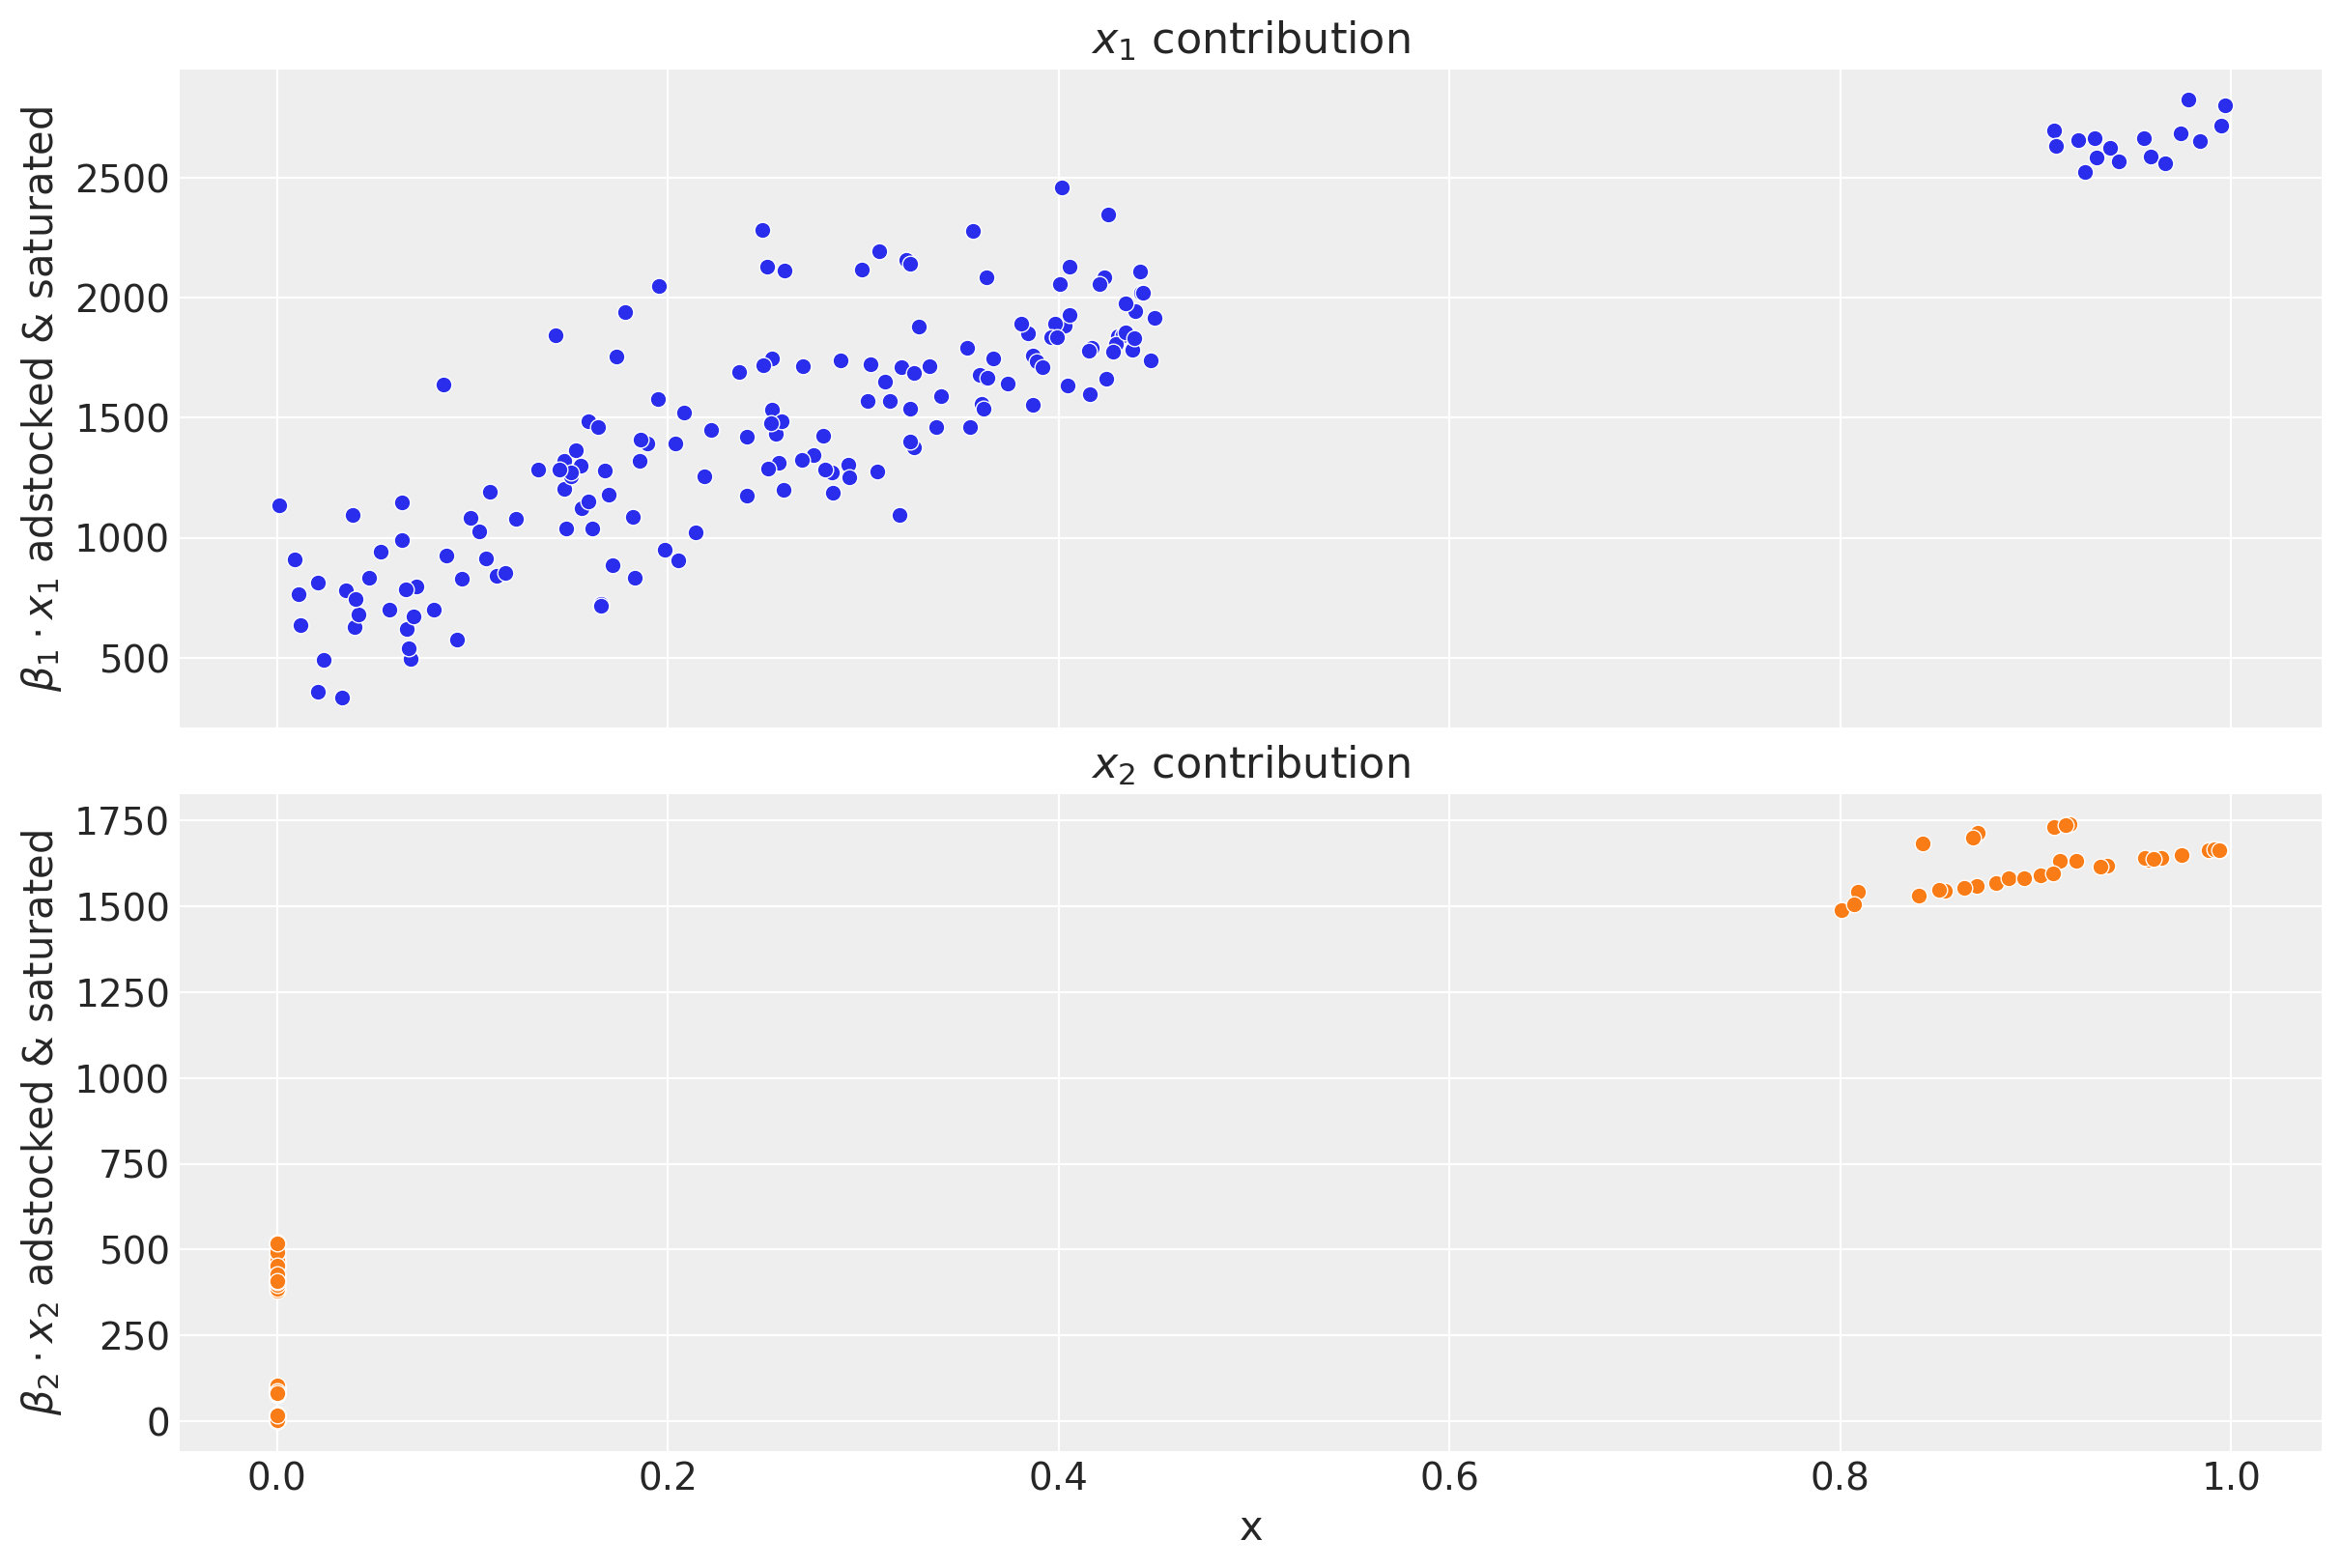 x₁ contribution
β₁ · x₁ adstocked & saturated
2500
2000
1500
1000
500
x₂ contribution
β₂ · x₂ adstocked & saturated
1750
1500
1250
1000
750
500
250
0
0.0 0.2 0.4 0.6 0.8 1.0
x